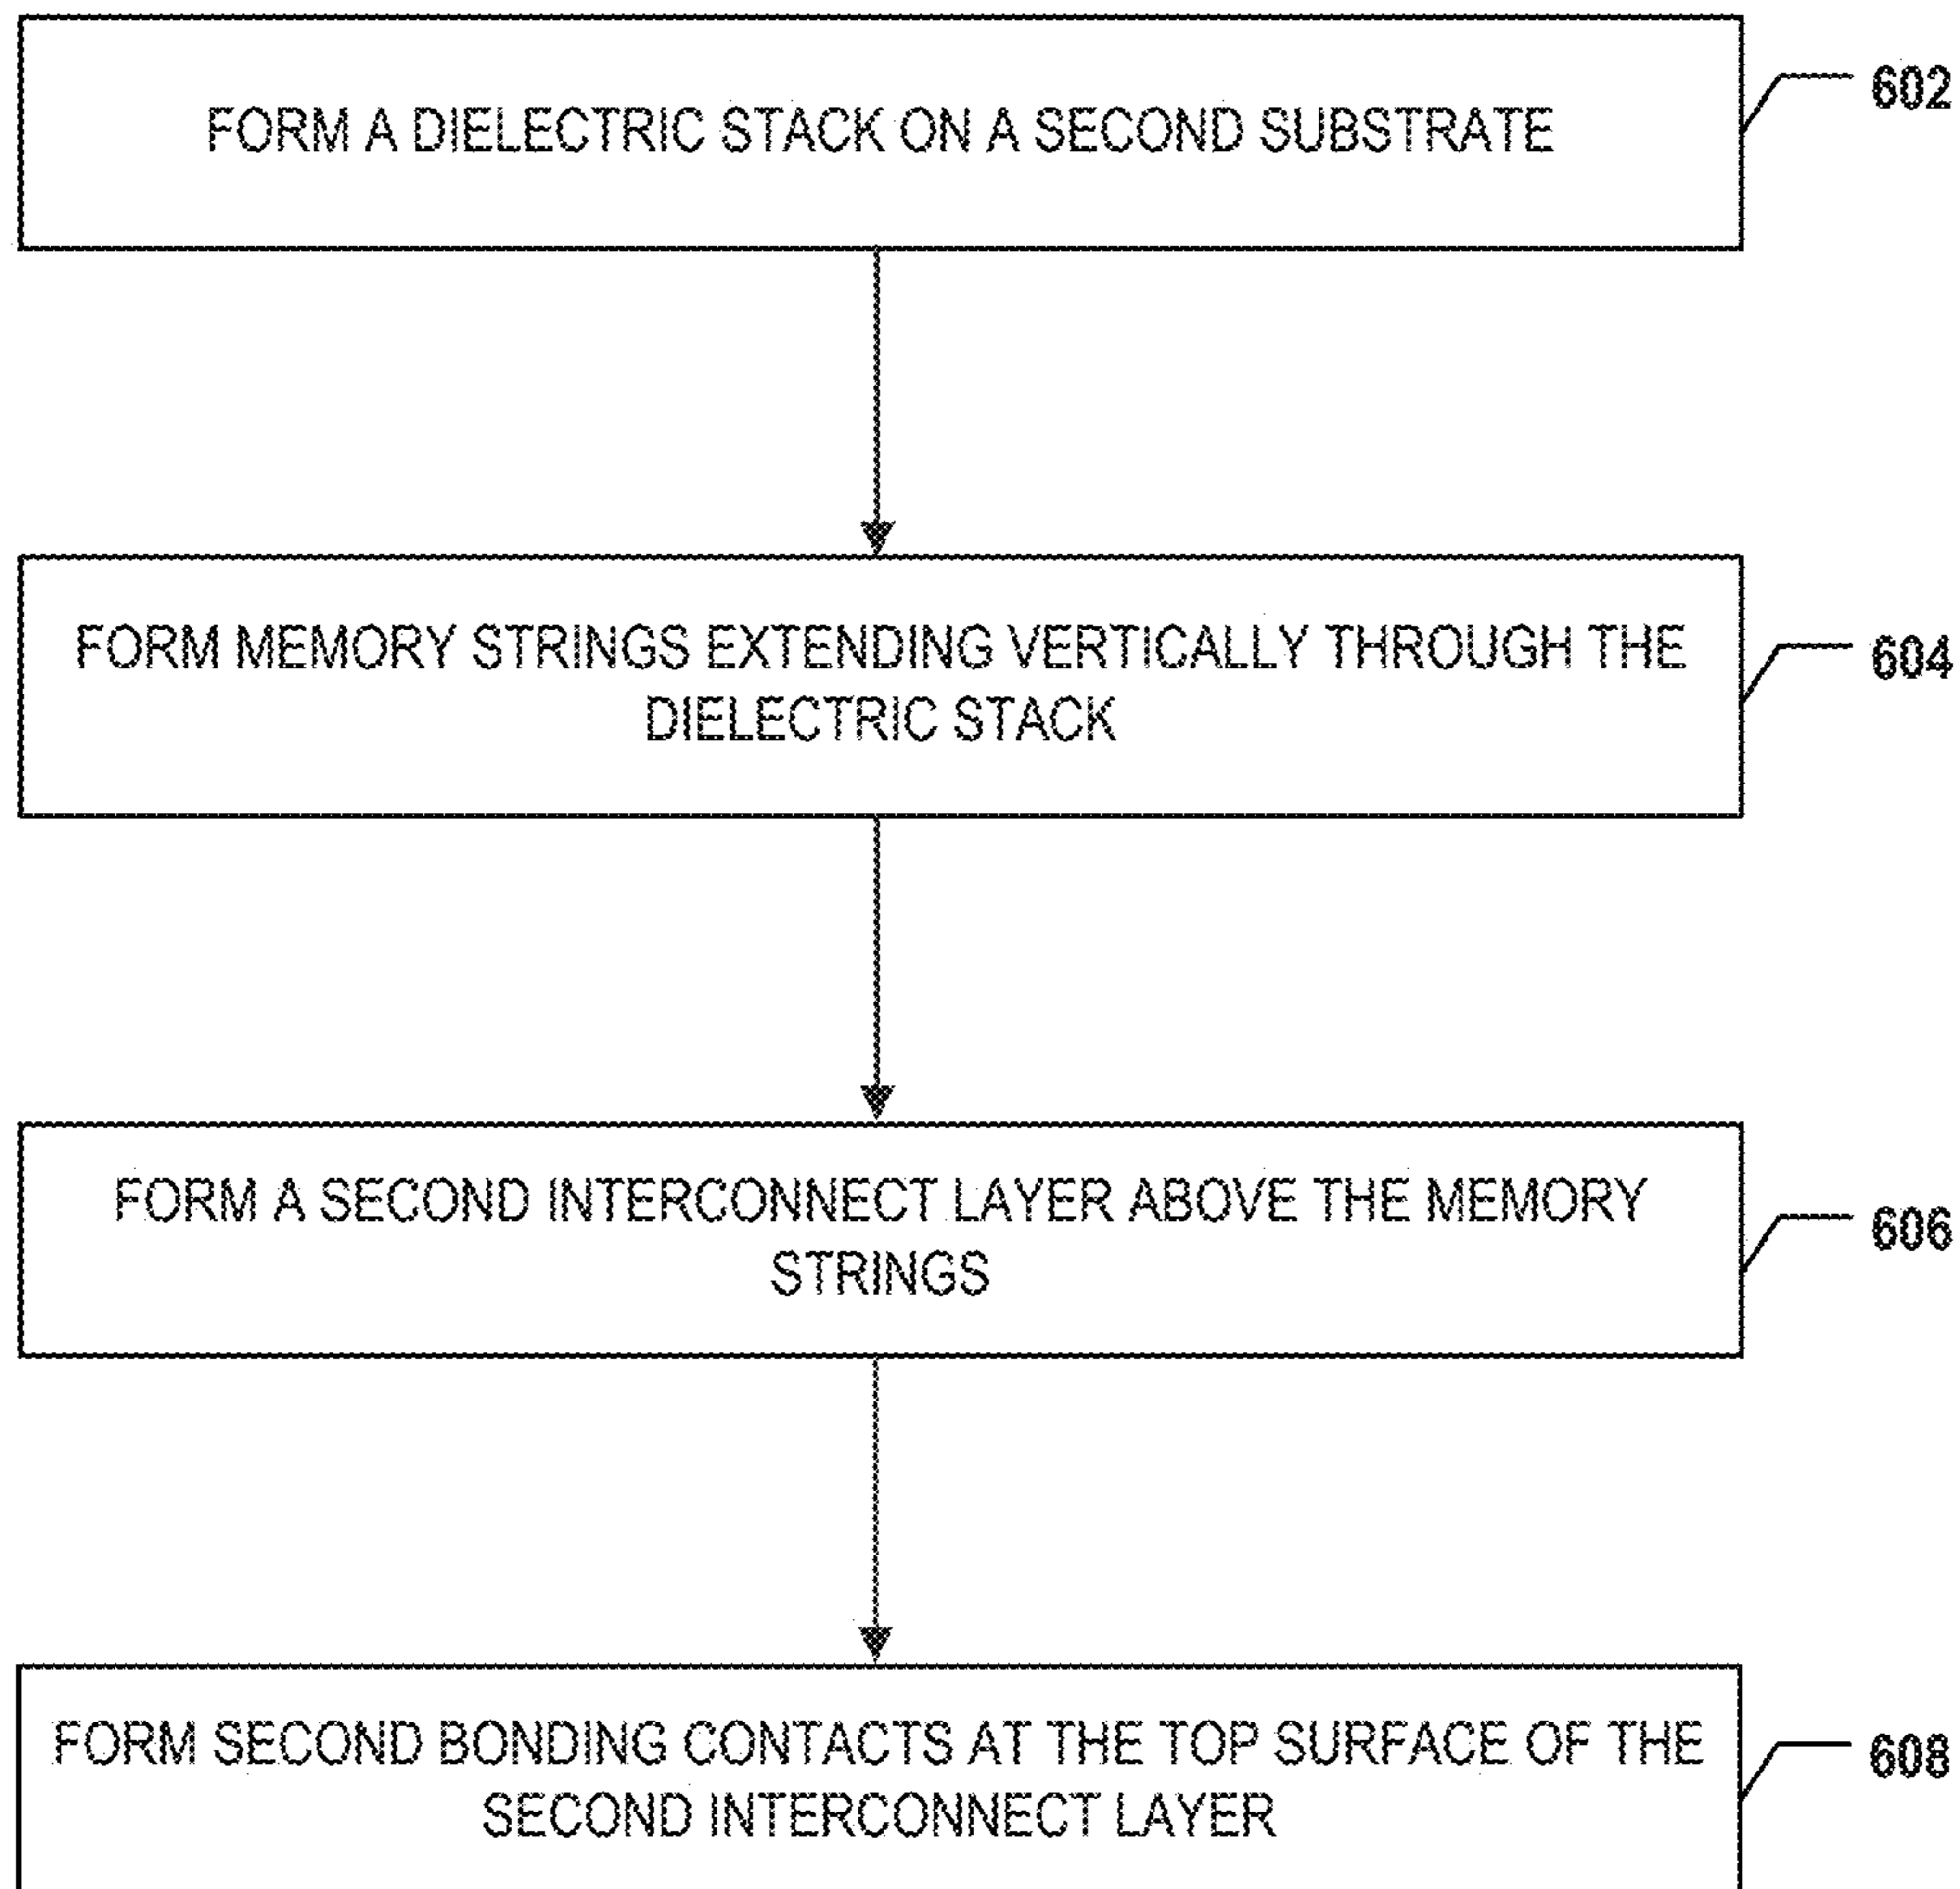 FORM A DIELECTRIC STACK ON A SECOND SUBSTRATE
602
FORM MEMORY STRINGS EXTENDING VERTICALLY THROUGH THE
DIELECTRIC STACK
604
FORM A SECOND INTERCONNECT LAYER ABOVE THE MEMORY
STRINGS
606
FORM SECOND BONDING CONTACTS AT THE TOP SURFACE OF THE
SECOND INTERCONNECT LAYER
608